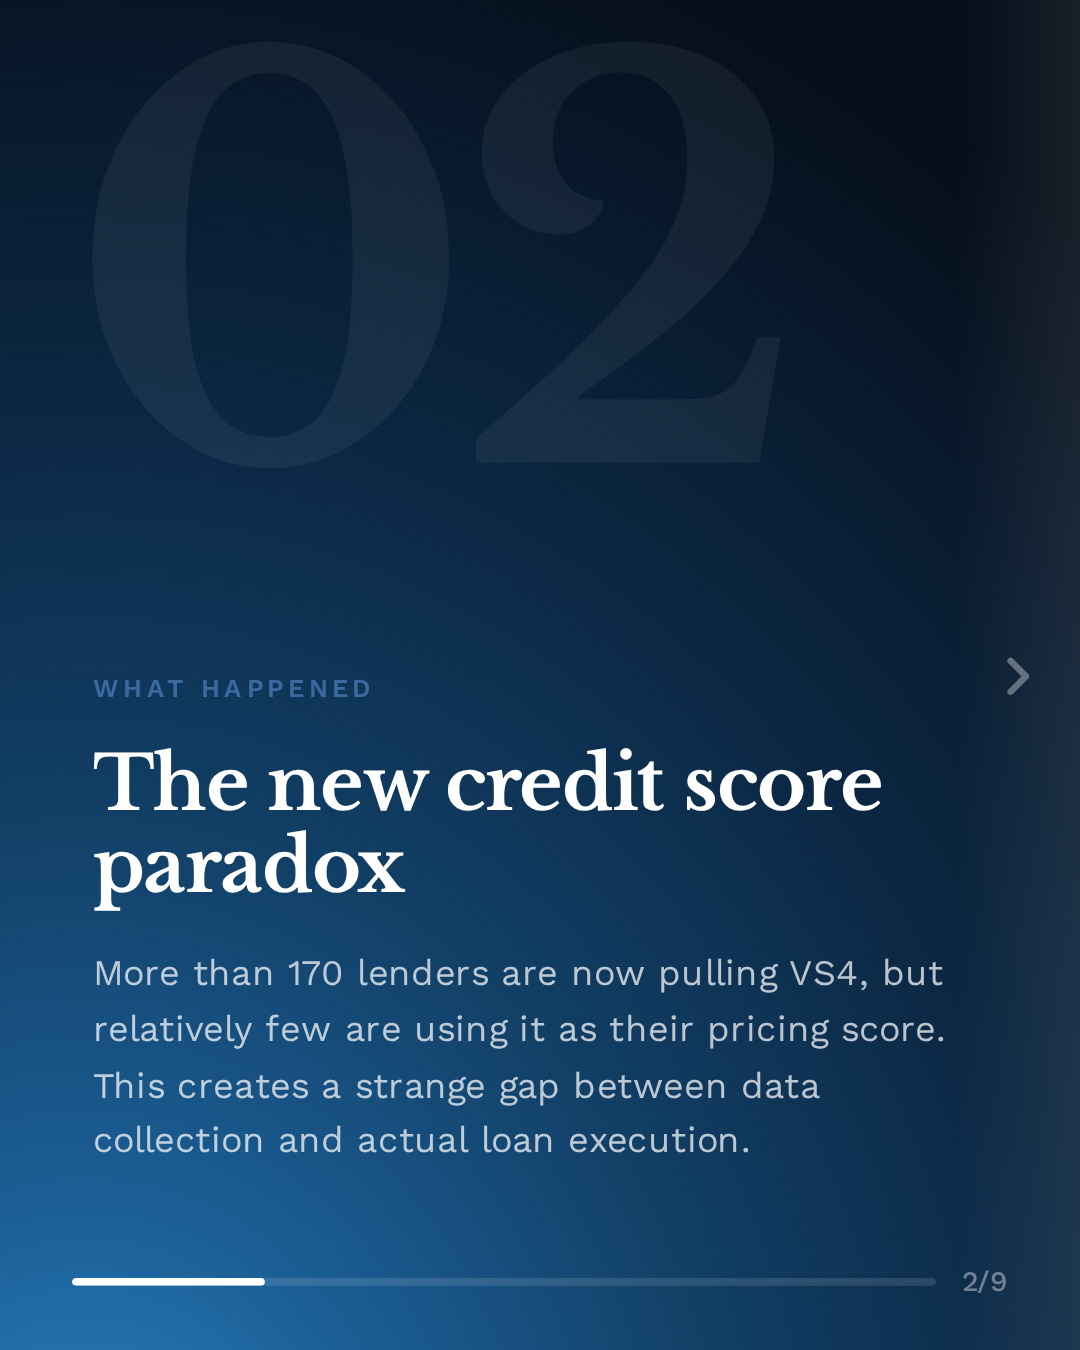 02
WHAT HAPPENED
The new credit score
paradox
More than 170 lenders are now pulling VS4, but
relatively few are using it as their pricing score.
This creates a strange gap between data
collection and actual loan execution.
2/9